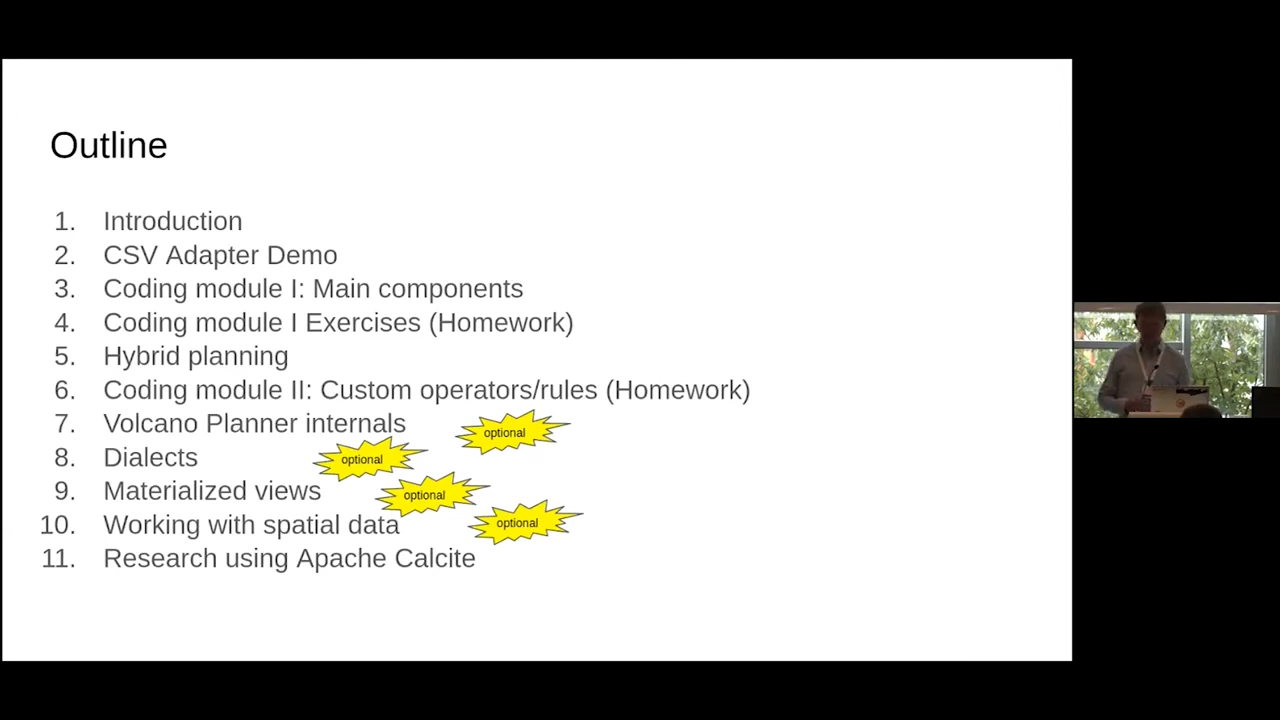 Outline
1. Introduction
2. CSV Adapter Demo
3. Coding module I: Main components
4. Coding module I Exercises (Homework)
5. Hybrid planning
6. Coding module II: Custom operators/rules (Homework)
7. Volcano Planner internals optional
8. Dialects optional
9. Materialized views optional
10. Working with spatial data optional
11. Research using Apache Calcite